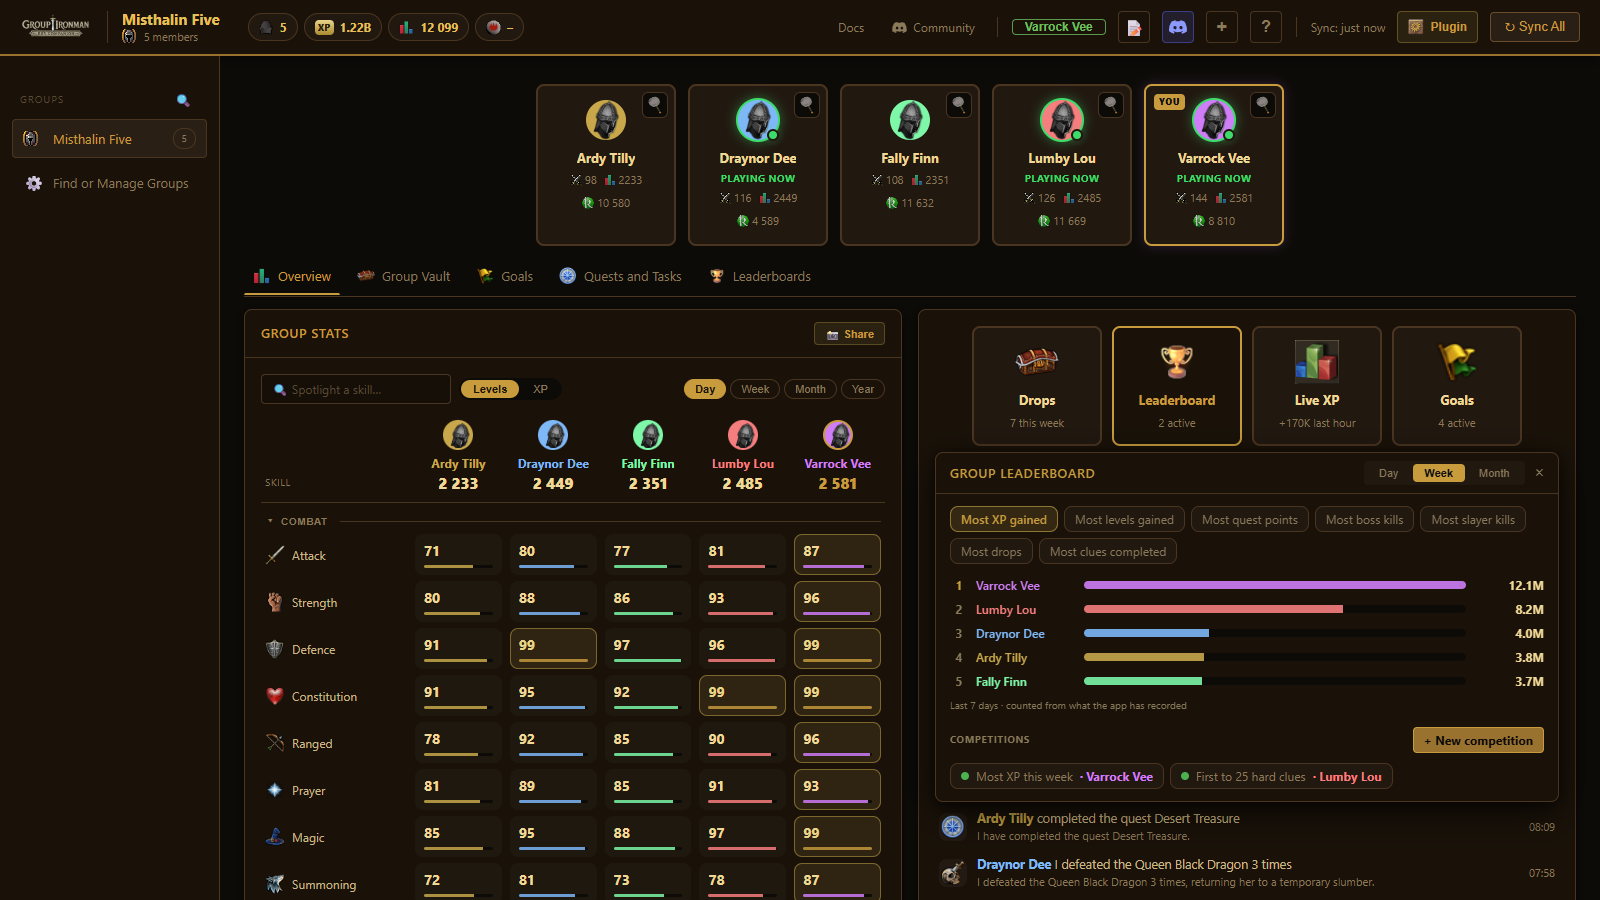 GROUP IRONMAN
Misthalin Five
5 members
5
XP 1.22B
12 099
–
Docs
Community
Varrock Vee
+
?
Sync: just now
Plugin
↻ Sync All
GROUPS
Misthalin Five
5
Find or Manage Groups
Ardy Tilly
98 2233
10 580
Draynor Dee
PLAYING NOW
116 2449
4 589
Fally Finn
108 2351
11 632
Lumby Lou
PLAYING NOW
126 2485
11 669
YOU
Varrock Vee
PLAYING NOW
144 2581
8 810
Overview
Group Vault
Goals
Quests and Tasks
Leaderboards
GROUP STATS
Share
Spotlight a skill...
Levels XP
Day Week Month Year
SKILL
Ardy Tilly
2 233
Draynor Dee
2 449
Fally Finn
2 351
Lumby Lou
2 485
Varrock Vee
2 581
COMBAT
Attack 71 80 77 81 87
Strength 80 88 86 93 96
Defence 91 99 97 96 99
Constitution 91 95 92 99 99
Ranged 78 92 85 90 96
Prayer 81 89 85 91 93
Magic 85 95 88 97 99
Summoning 72 81 73 78 87
Drops
7 this week
Leaderboard
2 active
Live XP
+170K last hour
Goals
4 active
GROUP LEADERBOARD
Day Week Month ×
Most XP gained Most levels gained Most quest points Most boss kills Most slayer kills
Most drops Most clues completed
1 Varrock Vee 12.1M
2 Lumby Lou 8.2M
3 Draynor Dee 4.0M
4 Ardy Tilly 3.8M
5 Fally Finn 3.7M
Last 7 days · counted from what the app has recorded
COMPETITIONS
+ New competition
Most XP this week · Varrock Vee
First to 25 hard clues · Lumby Lou
Ardy Tilly completed the quest Desert Treasure
I have completed the quest Desert Treasure.
08:09
Draynor Dee I defeated the Queen Black Dragon 3 times
I defeated the Queen Black Dragon 3 times, returning her to a temporary slumber.
07:58